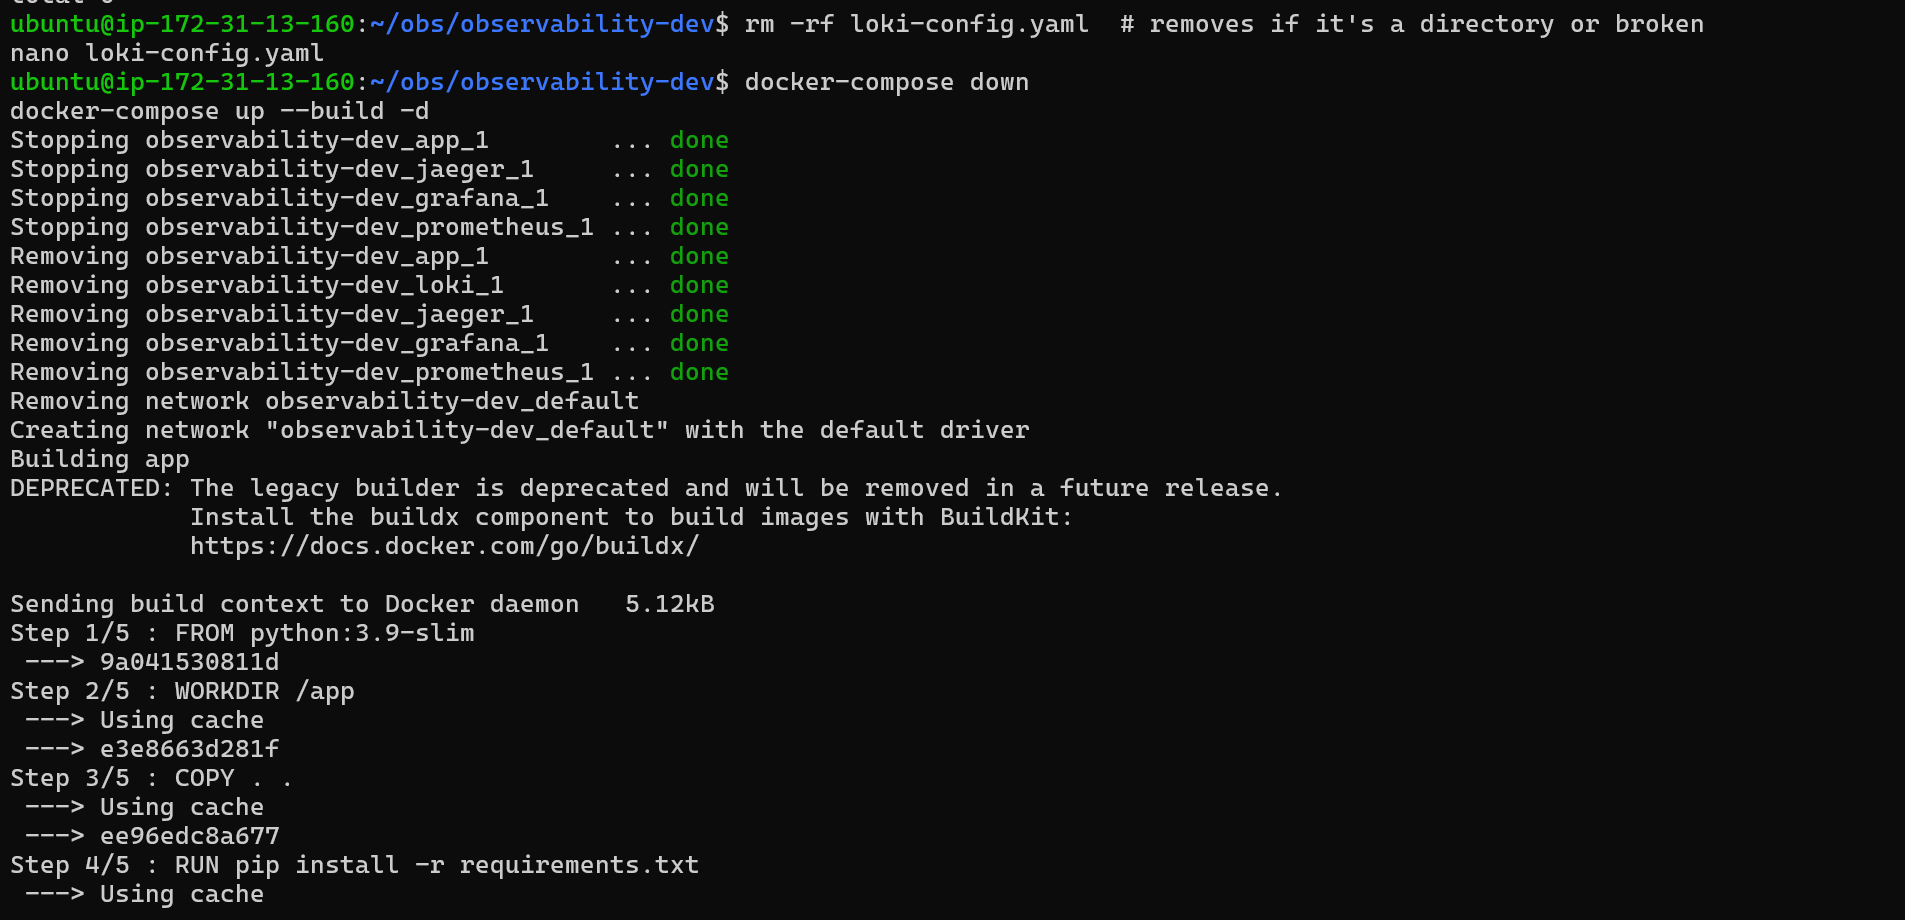 total 0
ubuntu@ip-172-31-13-160:~/obs/observability-dev$ rm -rf loki-config.yaml  # removes if it's a directory or broken
nano loki-config.yaml
ubuntu@ip-172-31-13-160:~/obs/observability-dev$ docker-compose down
docker-compose up --build -d
Stopping observability-dev_app_1        ... done
Stopping observability-dev_jaeger_1     ... done
Stopping observability-dev_grafana_1    ... done
Stopping observability-dev_prometheus_1 ... done
Removing observability-dev_app_1        ... done
Removing observability-dev_loki_1       ... done
Removing observability-dev_jaeger_1     ... done
Removing observability-dev_grafana_1    ... done
Removing observability-dev_prometheus_1 ... done
Removing network observability-dev_default
Creating network "observability-dev_default" with the default driver
Building app
DEPRECATED: The legacy builder is deprecated and will be removed in a future release.
            Install the buildx component to build images with BuildKit:
            https://docs.docker.com/go/buildx/

Sending build context to Docker daemon   5.12kB
Step 1/5 : FROM python:3.9-slim
 ---> 9a041530811d
Step 2/5 : WORKDIR /app
 ---> Using cache
 ---> e3e8663d281f
Step 3/5 : COPY . .
 ---> Using cache
 ---> ee96edc8a677
Step 4/5 : RUN pip install -r requirements.txt
 ---> Using cache